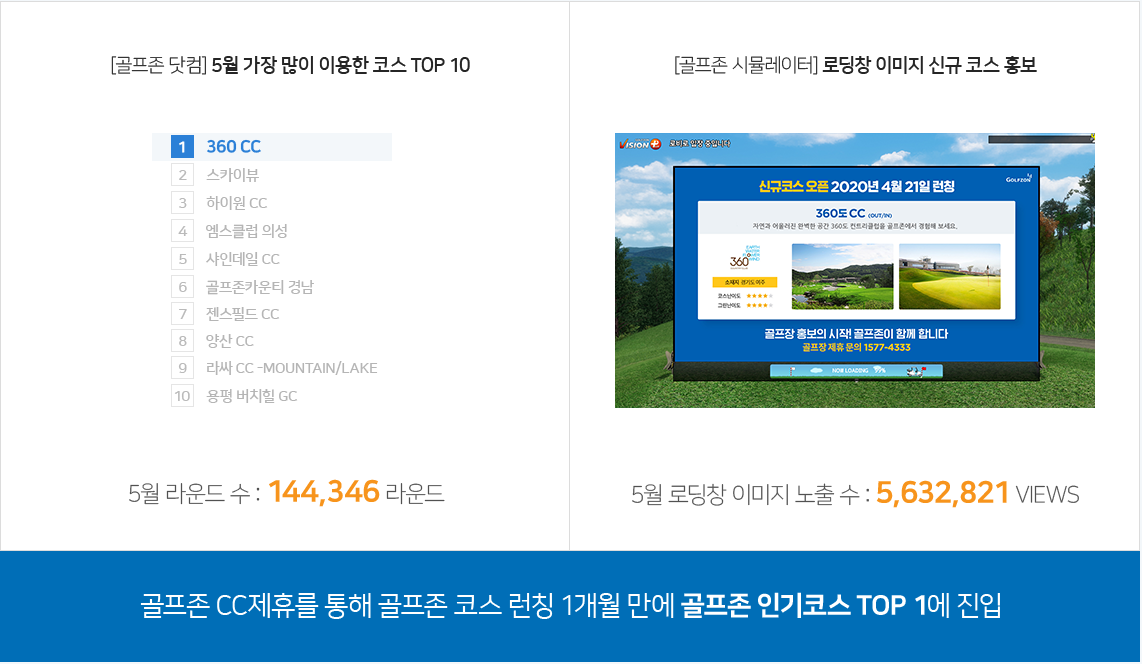 [골프존 닷컴] 5월 가장 많이 이용한 코스 TOP 10
1 360 CC
2 스카이뷰
3 하이원 CC
4 엠스클럽 의성
5 샤인데일 CC
6 골프존카운티 경남
7 젠스필드 CC
8 양산 CC
9 라싸 CC -MOUNTAIN/LAKE
10 용평 버치힐 GC
5월 라운드 수 : 144,346 라운드
[골프존 시뮬레이터] 로딩창 이미지 신규 코스 홍보
VISION 로비로 입장 중입니다
GOLFZON
신규코스 오픈 2020년 4월 21일 런칭
360도 CC (OUT/IN)
자연과 어울러진 완벽한 공간 360도 컨트리클럽을 골프존에서 경험해 보세요.
360°
소재지 경기도 여주
코스난이도 ★★★★★
그린난이도 ★★★★★
골프장 홍보의 시작! 골프존이 함께 합니다
골프장 제휴 문의 1577-4333
NOW LOADING
5월 로딩창 이미지 노출 수 : 5,632,821 VIEWS
골프존 CC제휴를 통해 골프존 코스 런칭 1개월 만에 골프존 인기코스 TOP 1에 진입